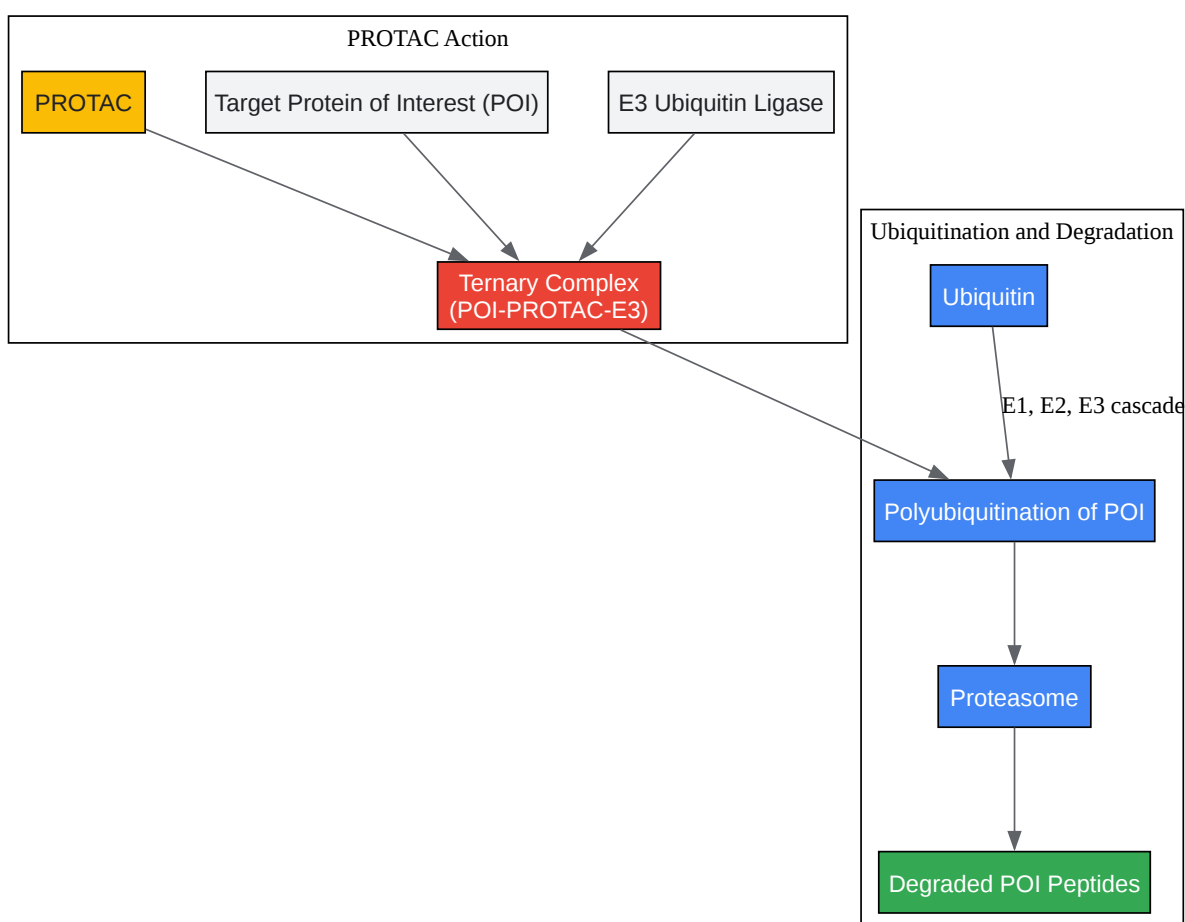 PROTAC Action
PROTAC
Target Protein of Interest (POI)
E3 Ubiquitin Ligase
Ternary Complex
(POI-PROTAC-E3)
Ubiquitination and Degradation
Ubiquitin
E1, E2, E3 cascade
Polyubiquitination of POI
Proteasome
Degraded POI Peptides